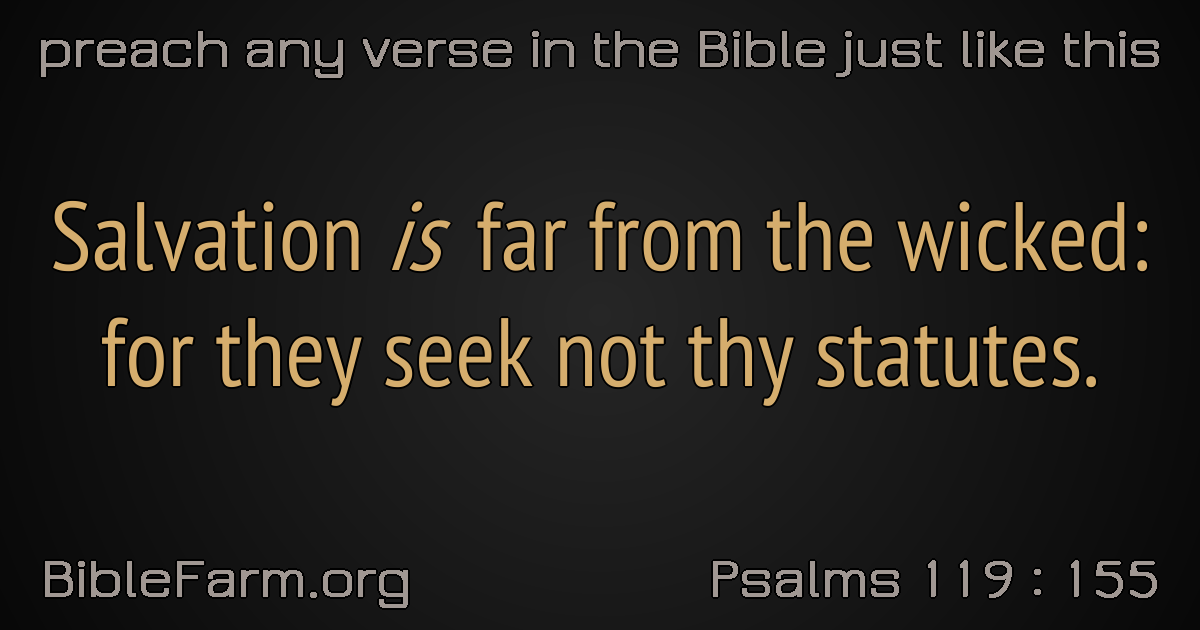 preach any verse in the Bible just like this
Salvation is far from the wicked:
for they seek not thy statutes.
BibleFarm.org
Psalms 119 : 155